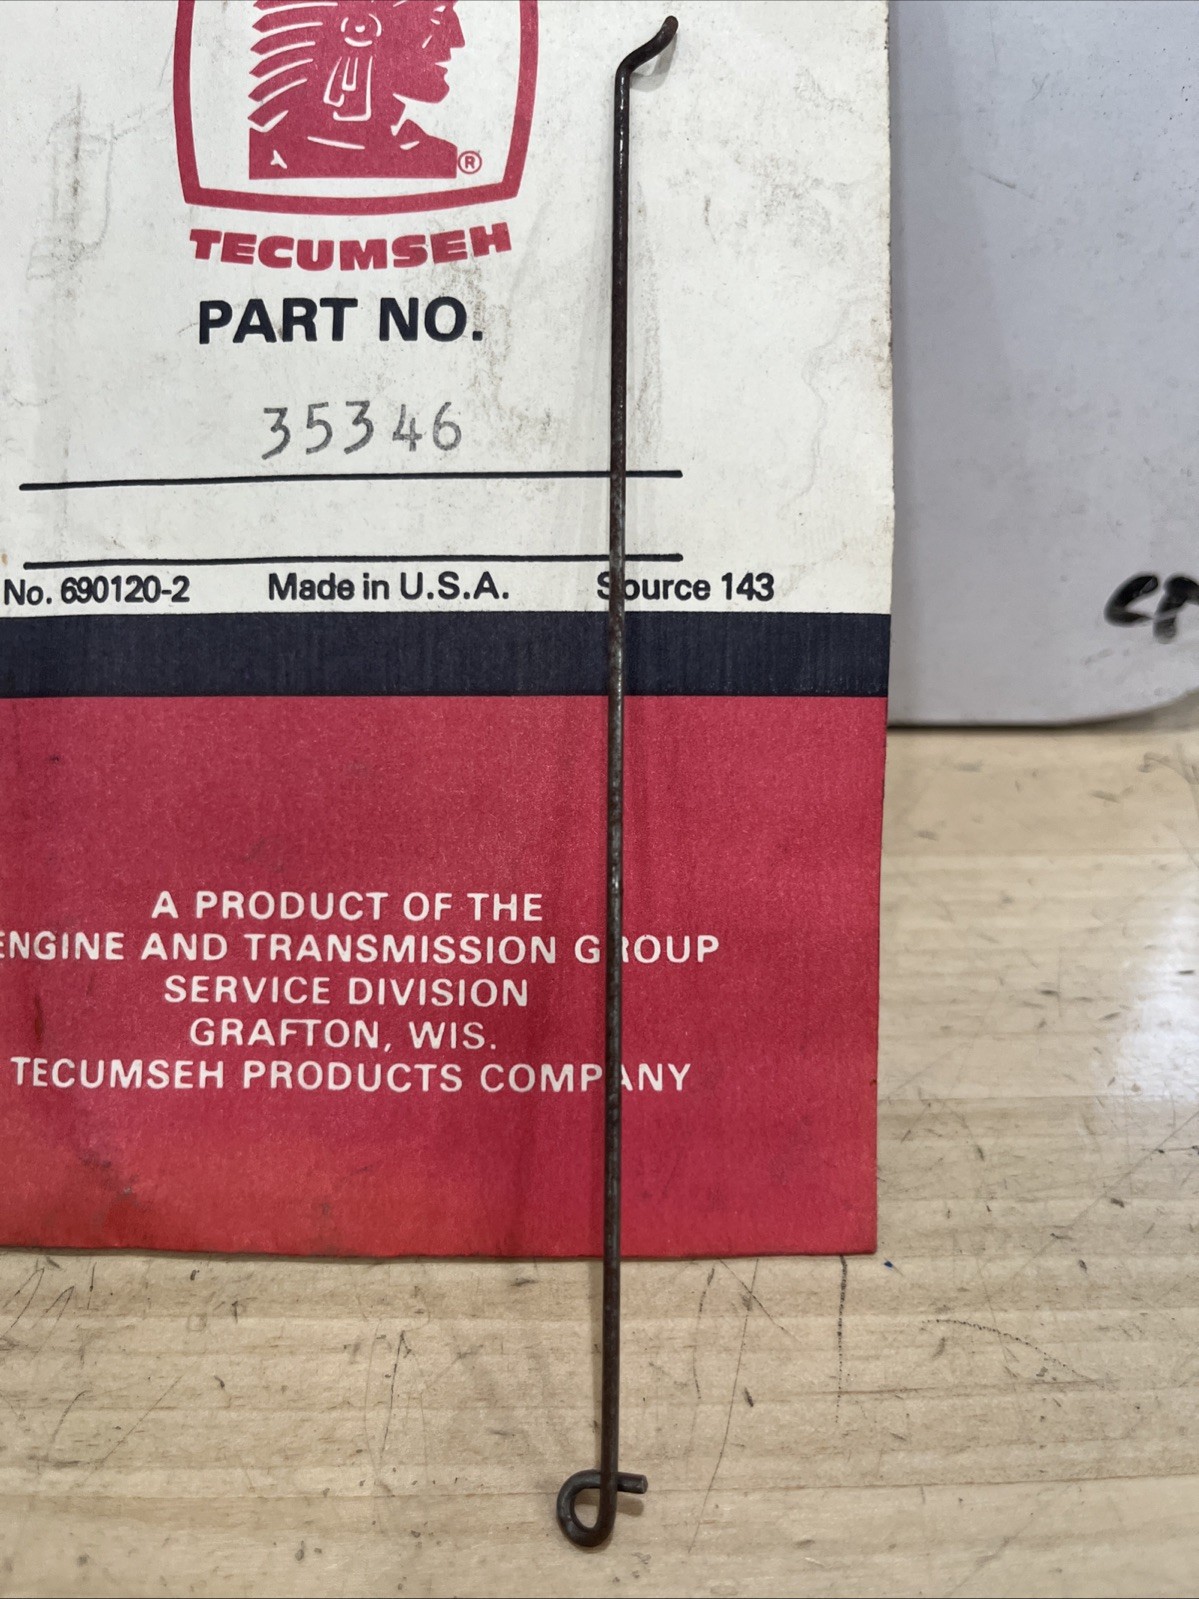 ®
TECUMSEH
PART NO.
35346
No. 690120-2 Made in U.S.A. Source 143
A PRODUCT OF THE
ENGINE AND TRANSMISSION GROUP
SERVICE DIVISION
GRAFTON, WIS.
TECUMSEH PRODUCTS COMPANY